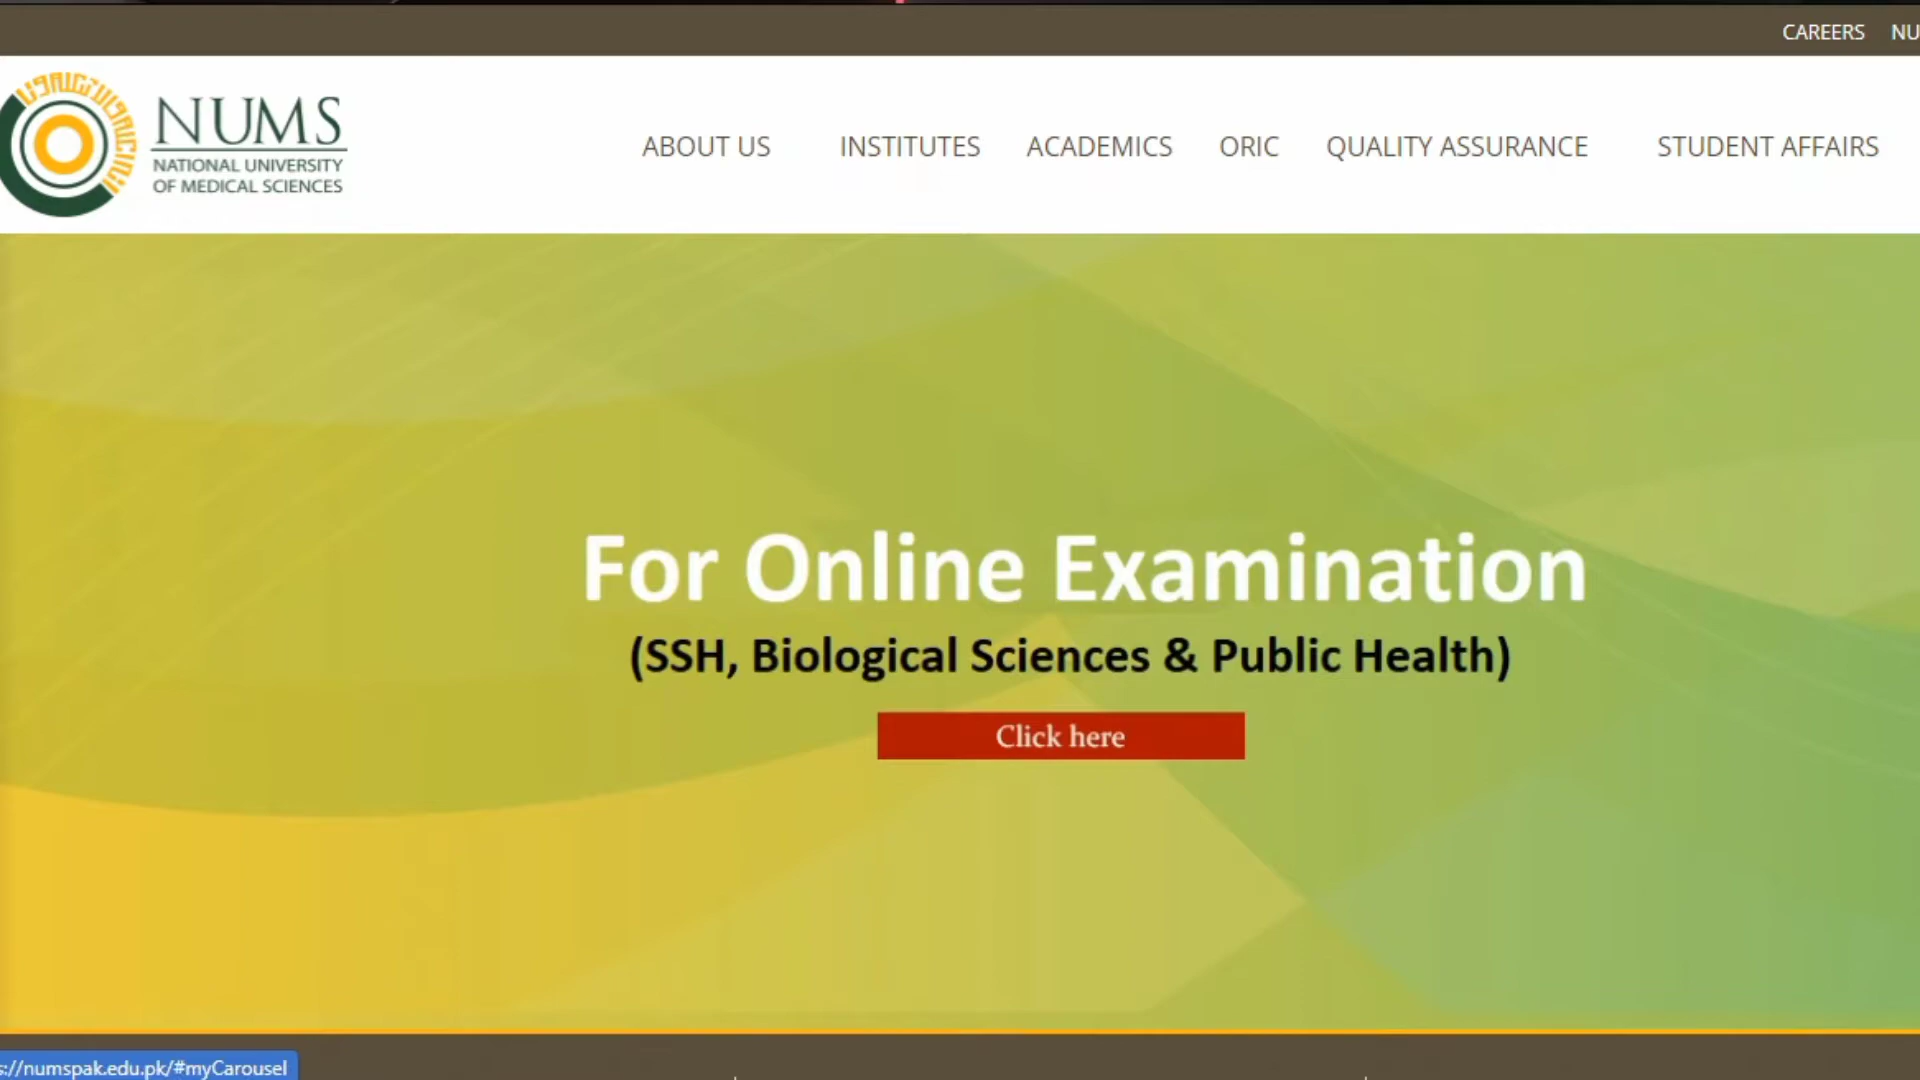 CAREERS NU
NUMS
NATIONAL UNIVERSITY
OF MEDICAL SCIENCES
ABOUT US INSTITUTES ACADEMICS ORIC QUALITY ASSURANCE STUDENT AFFAIRS
For Online Examination
(SSH, Biological Sciences & Public Health)
Click here
s://numspak.edu.pk/#myCarousel